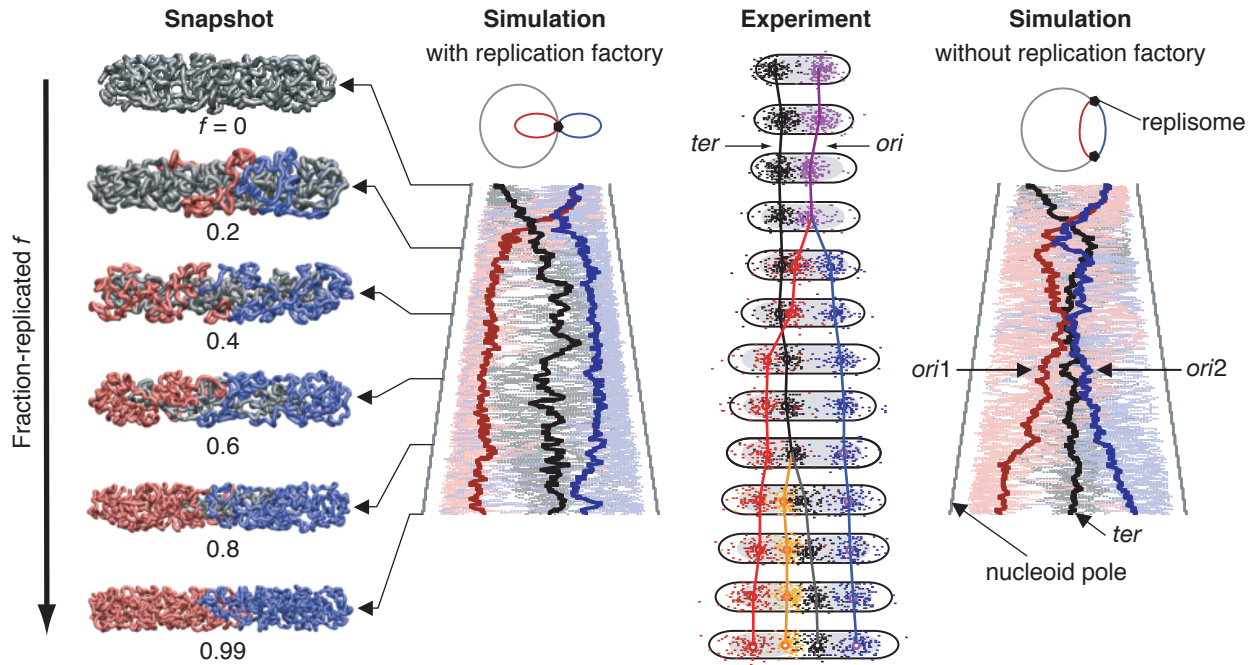 Snapshot
Simulation
with replication factory
Experiment
Simulation
without replication factory
Fraction-replicated f
f = 0
0.2
0.4
0.6
0.8
0.99
ter
ori
replisome
ori1
ori2
ter
nucleoid pole